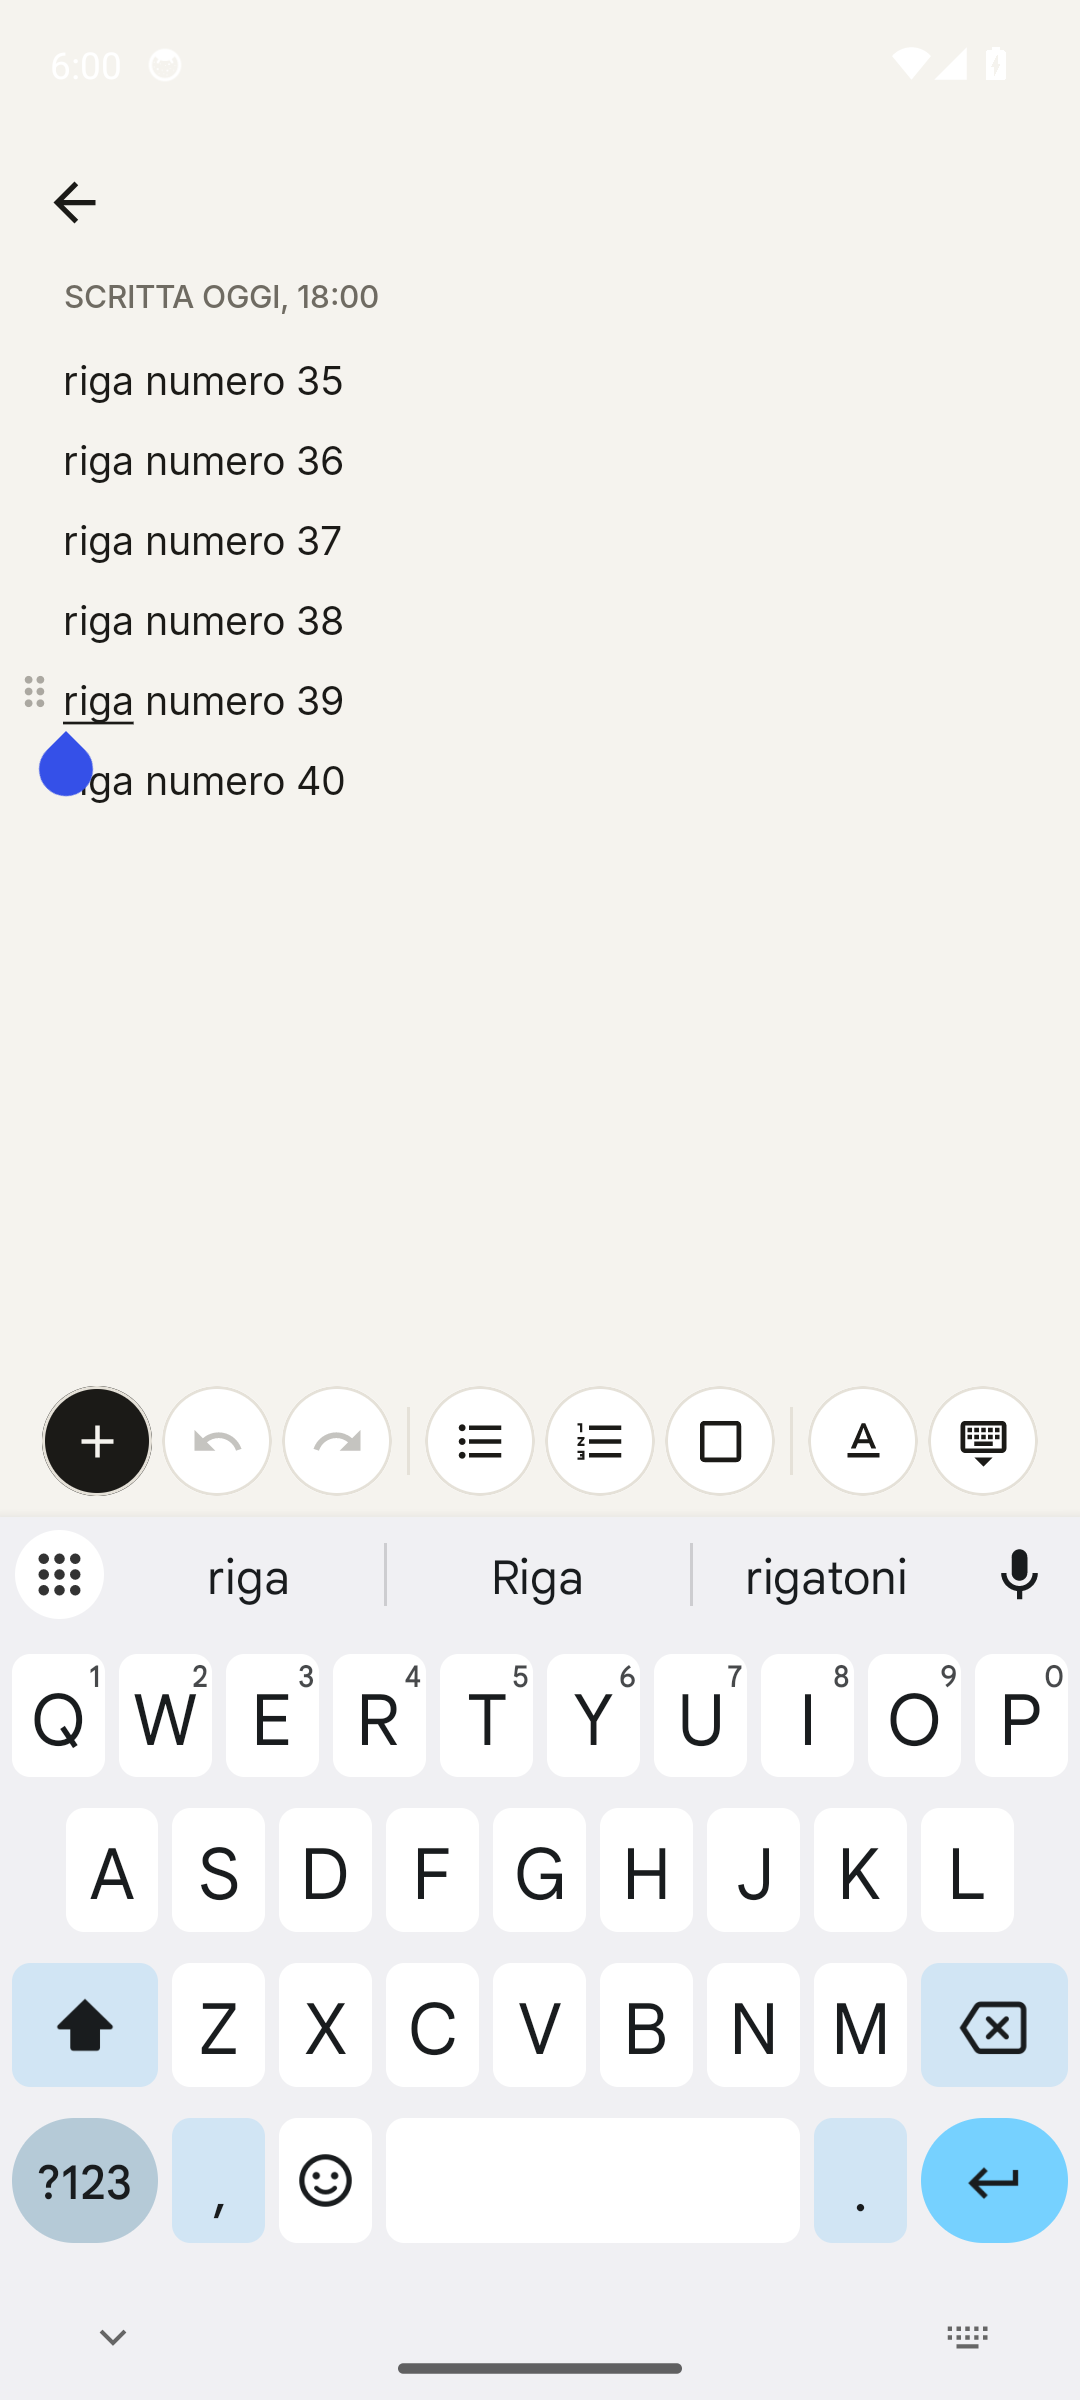 6:00
SCRITTA OGGI, 18:00
riga numero 35
riga numero 36
riga numero 37
riga numero 38
riga numero 39
iga numero 40
A
riga Riga rigatoni
1 2 3 4 5 6 7 8 9 0
Q W E R T Y U I O P
A S D F G H J K L
Z X C V B N M
?123 , .